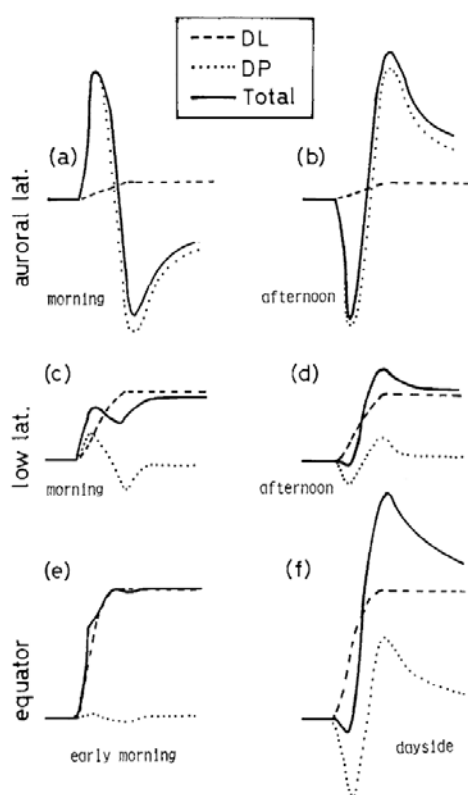 DL
DP
Total
(a)
(b)
auroral lat.
morning
afternoon
(c)
(d)
low lat.
morning
afternoon
(e)
(f)
equator
early morning
dayside